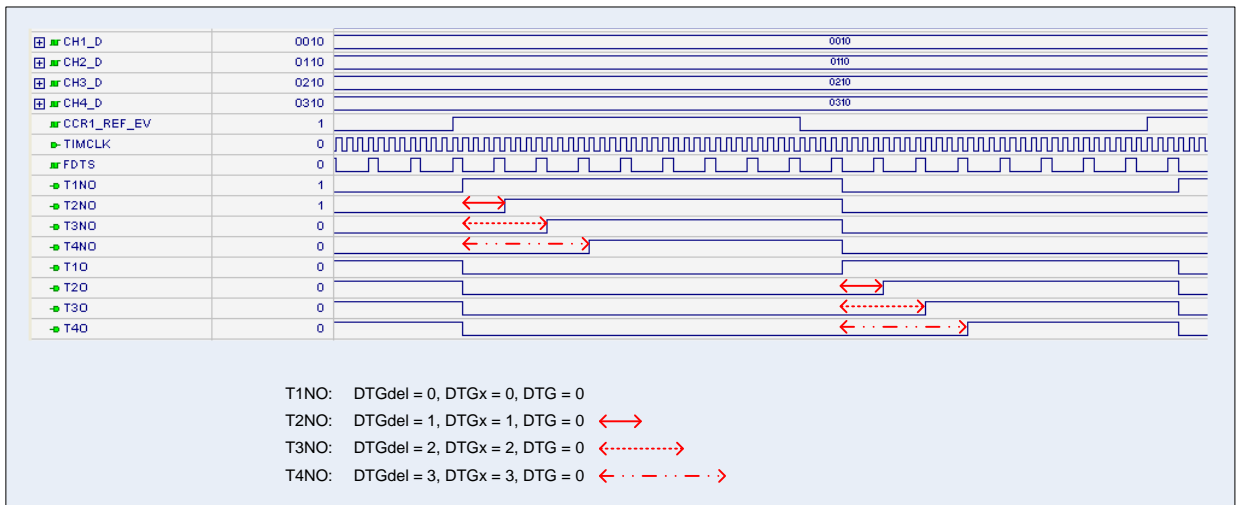 CH1_D 0010 0010
CH2_D 0110 0110
CH3_D 0210 0210
CH4_D 0310 0310
CCR1_REF_EV 1
TIMCLK 0
FDTS 0
T1NO 1
T2NO 1
T3NO 0
T4NO 0
T1O 0
T2O 0
T3O 0
T4O 0
T1NO: DTGdel = 0, DTGx = 0, DTG = 0
T2NO: DTGdel = 1, DTGx = 1, DTG = 0
T3NO: DTGdel = 2, DTGx = 2, DTG = 0
T4NO: DTGdel = 3, DTGx = 3, DTG = 0